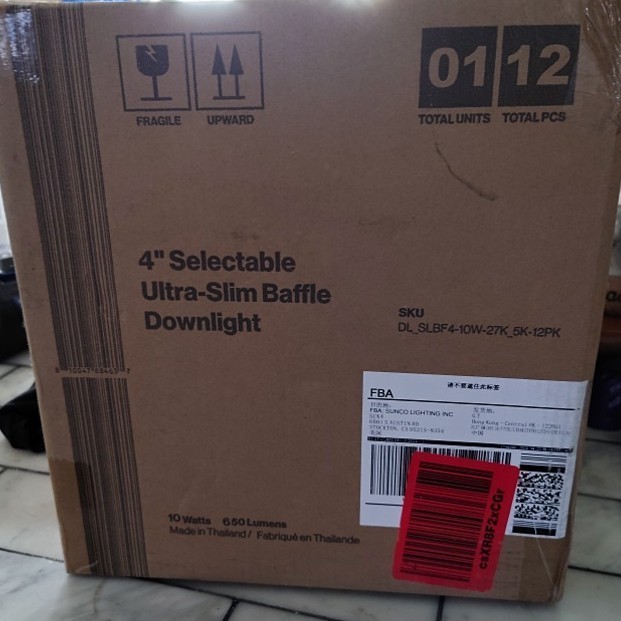 01 12
FRAGILE UPWARD
TOTAL UNITS TOTAL PCS
4" Selectable
Ultra-Slim Baffle
Downlight
SKU
DL_SLBF4-10W-27K_5K-12PK
FBA
FBA: SUNCO LIGHTING INC
10 Watts 650 Lumens
Made in Thailand / Fabriqué en Thaïlande
csXRBF2xCGr